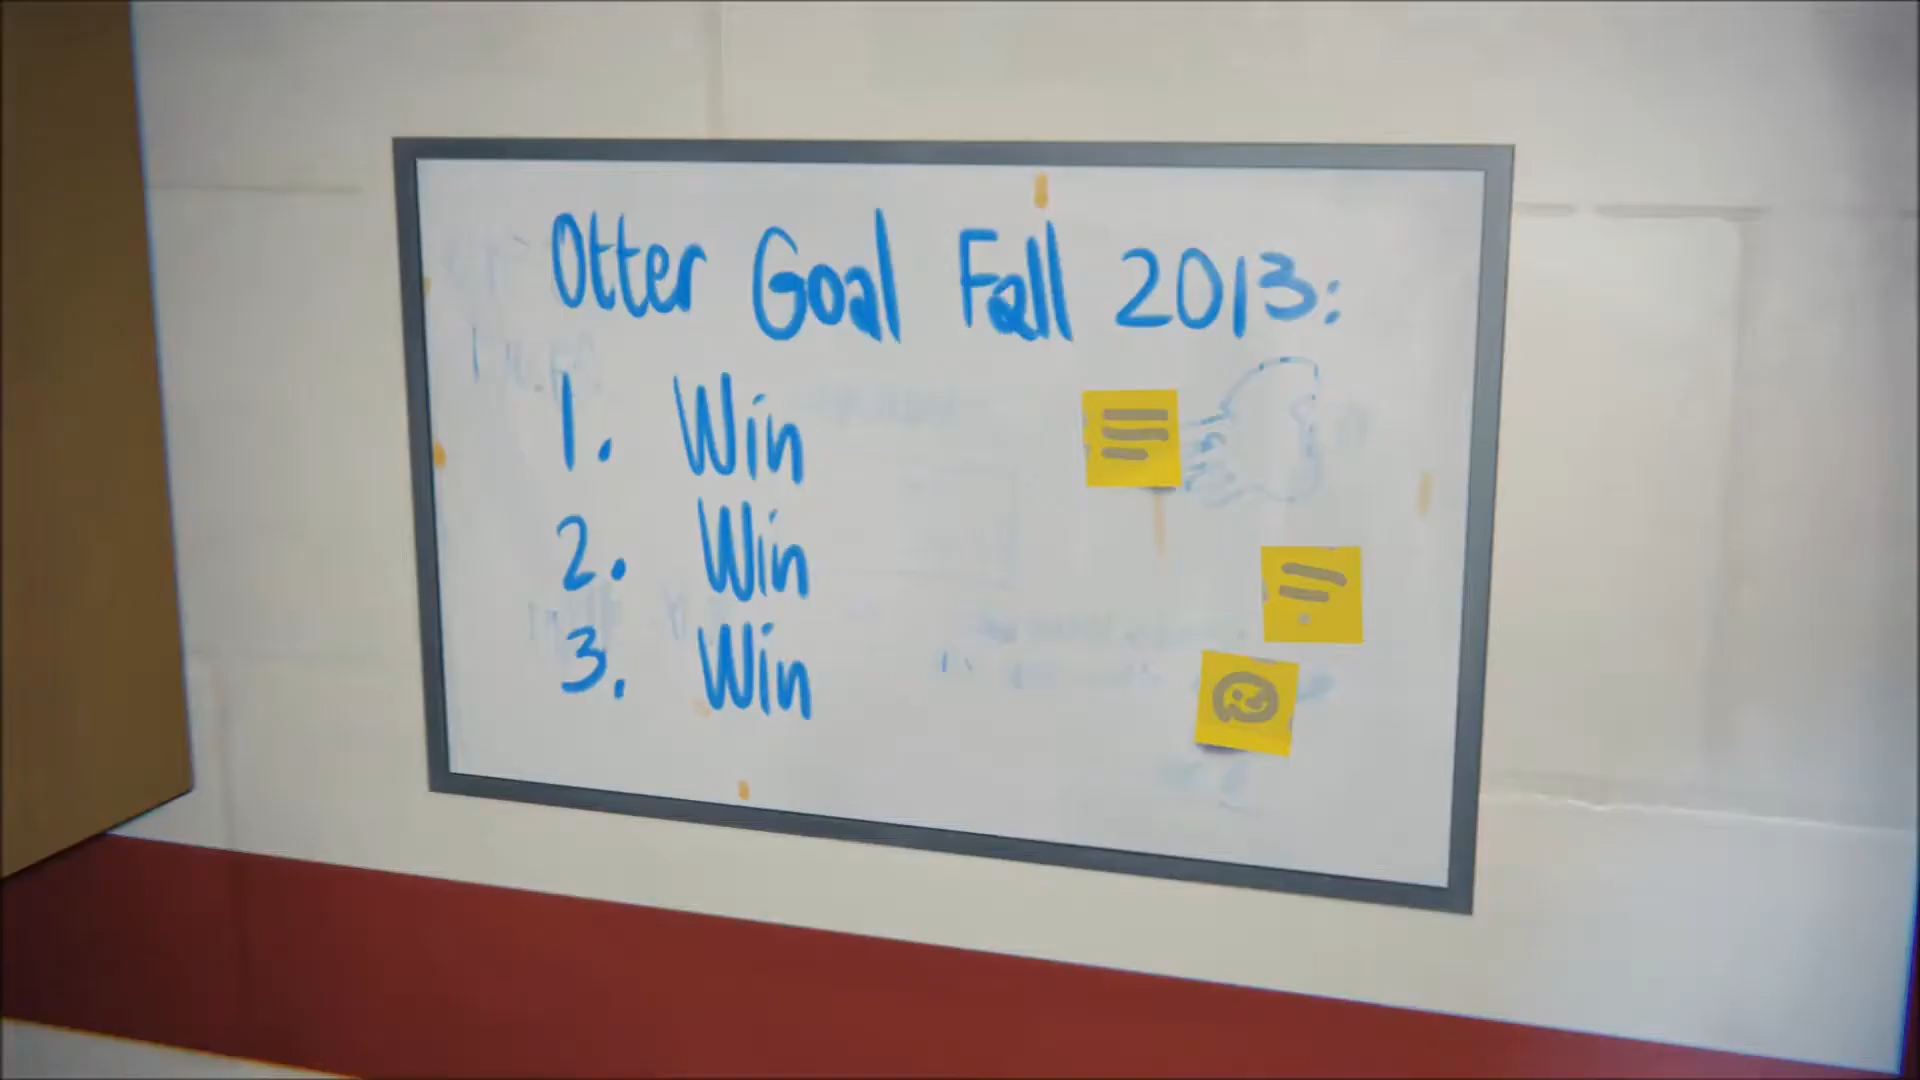 Otter Goal Fall 2013:
1. Win
2. Win
3. Win